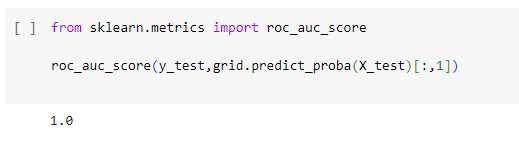 [ ] from sklearn.metrics import roc_auc_score
roc_auc_score(y_test,grid.predict_proba(X_test)[:,1])
1.0